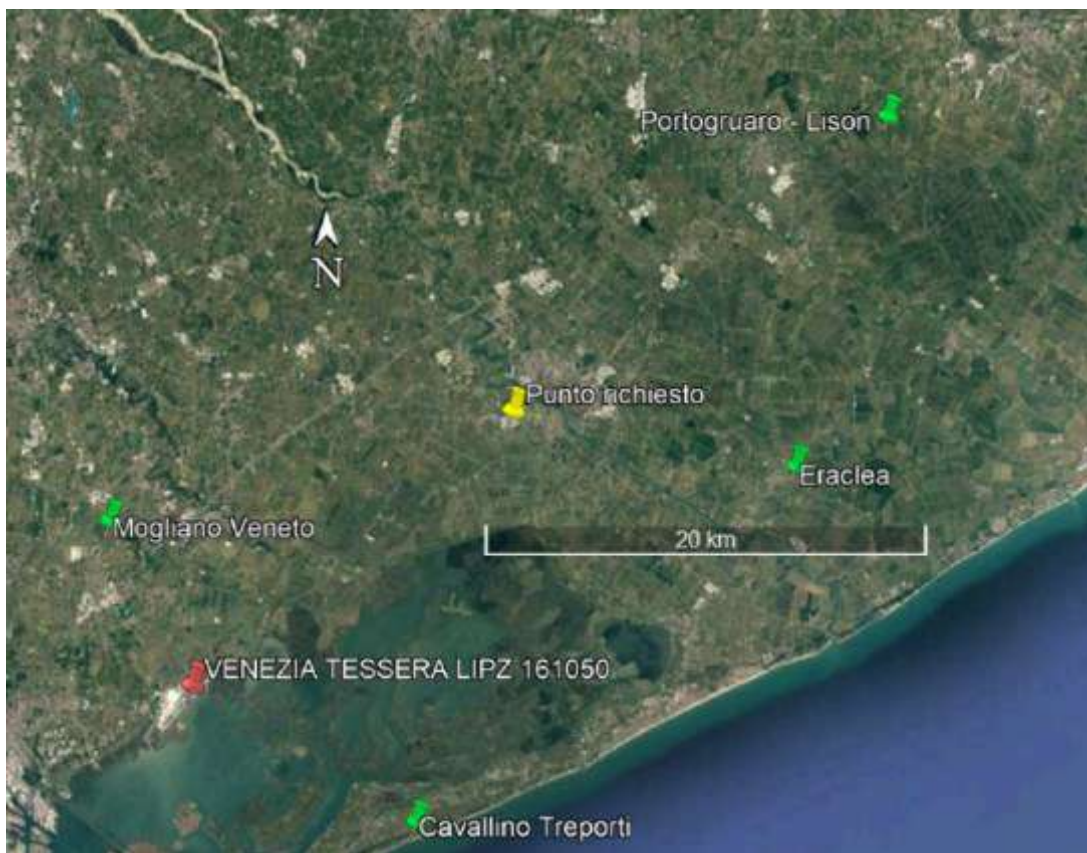 Portogruaro - Lison
N
Punto richiesto
Eraclea
Mogliano Veneto
20 km
VENEZIA TESSERA LIPZ 161050
Cavallino Treporti